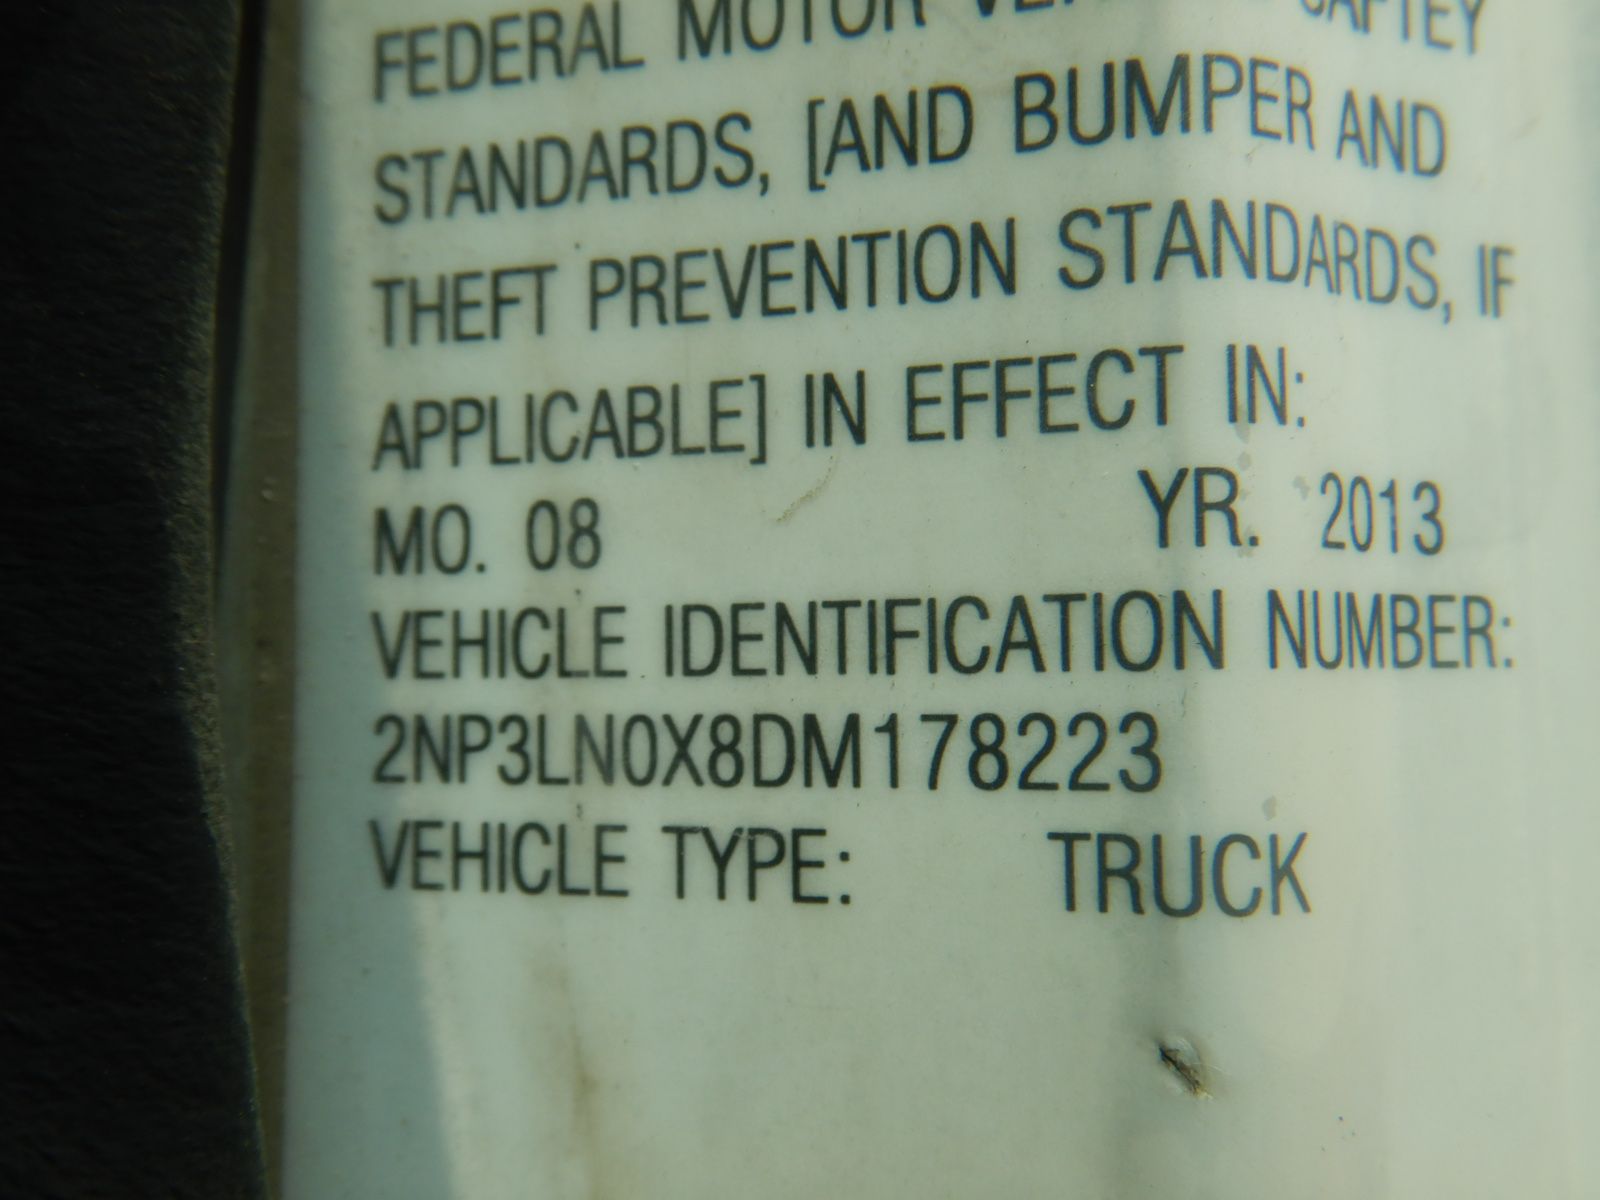 FEDERAL MOTOR SAFTEY
STANDARDS, [AND BUMPER AND
THEFT PREVENTION STANDARDS, IF
APPLICABLE] IN EFFECT IN:
MO. 08 YR. 2013
VEHICLE IDENTIFICATION NUMBER:
2NP3LN0X8DM178223
VEHICLE TYPE: TRUCK